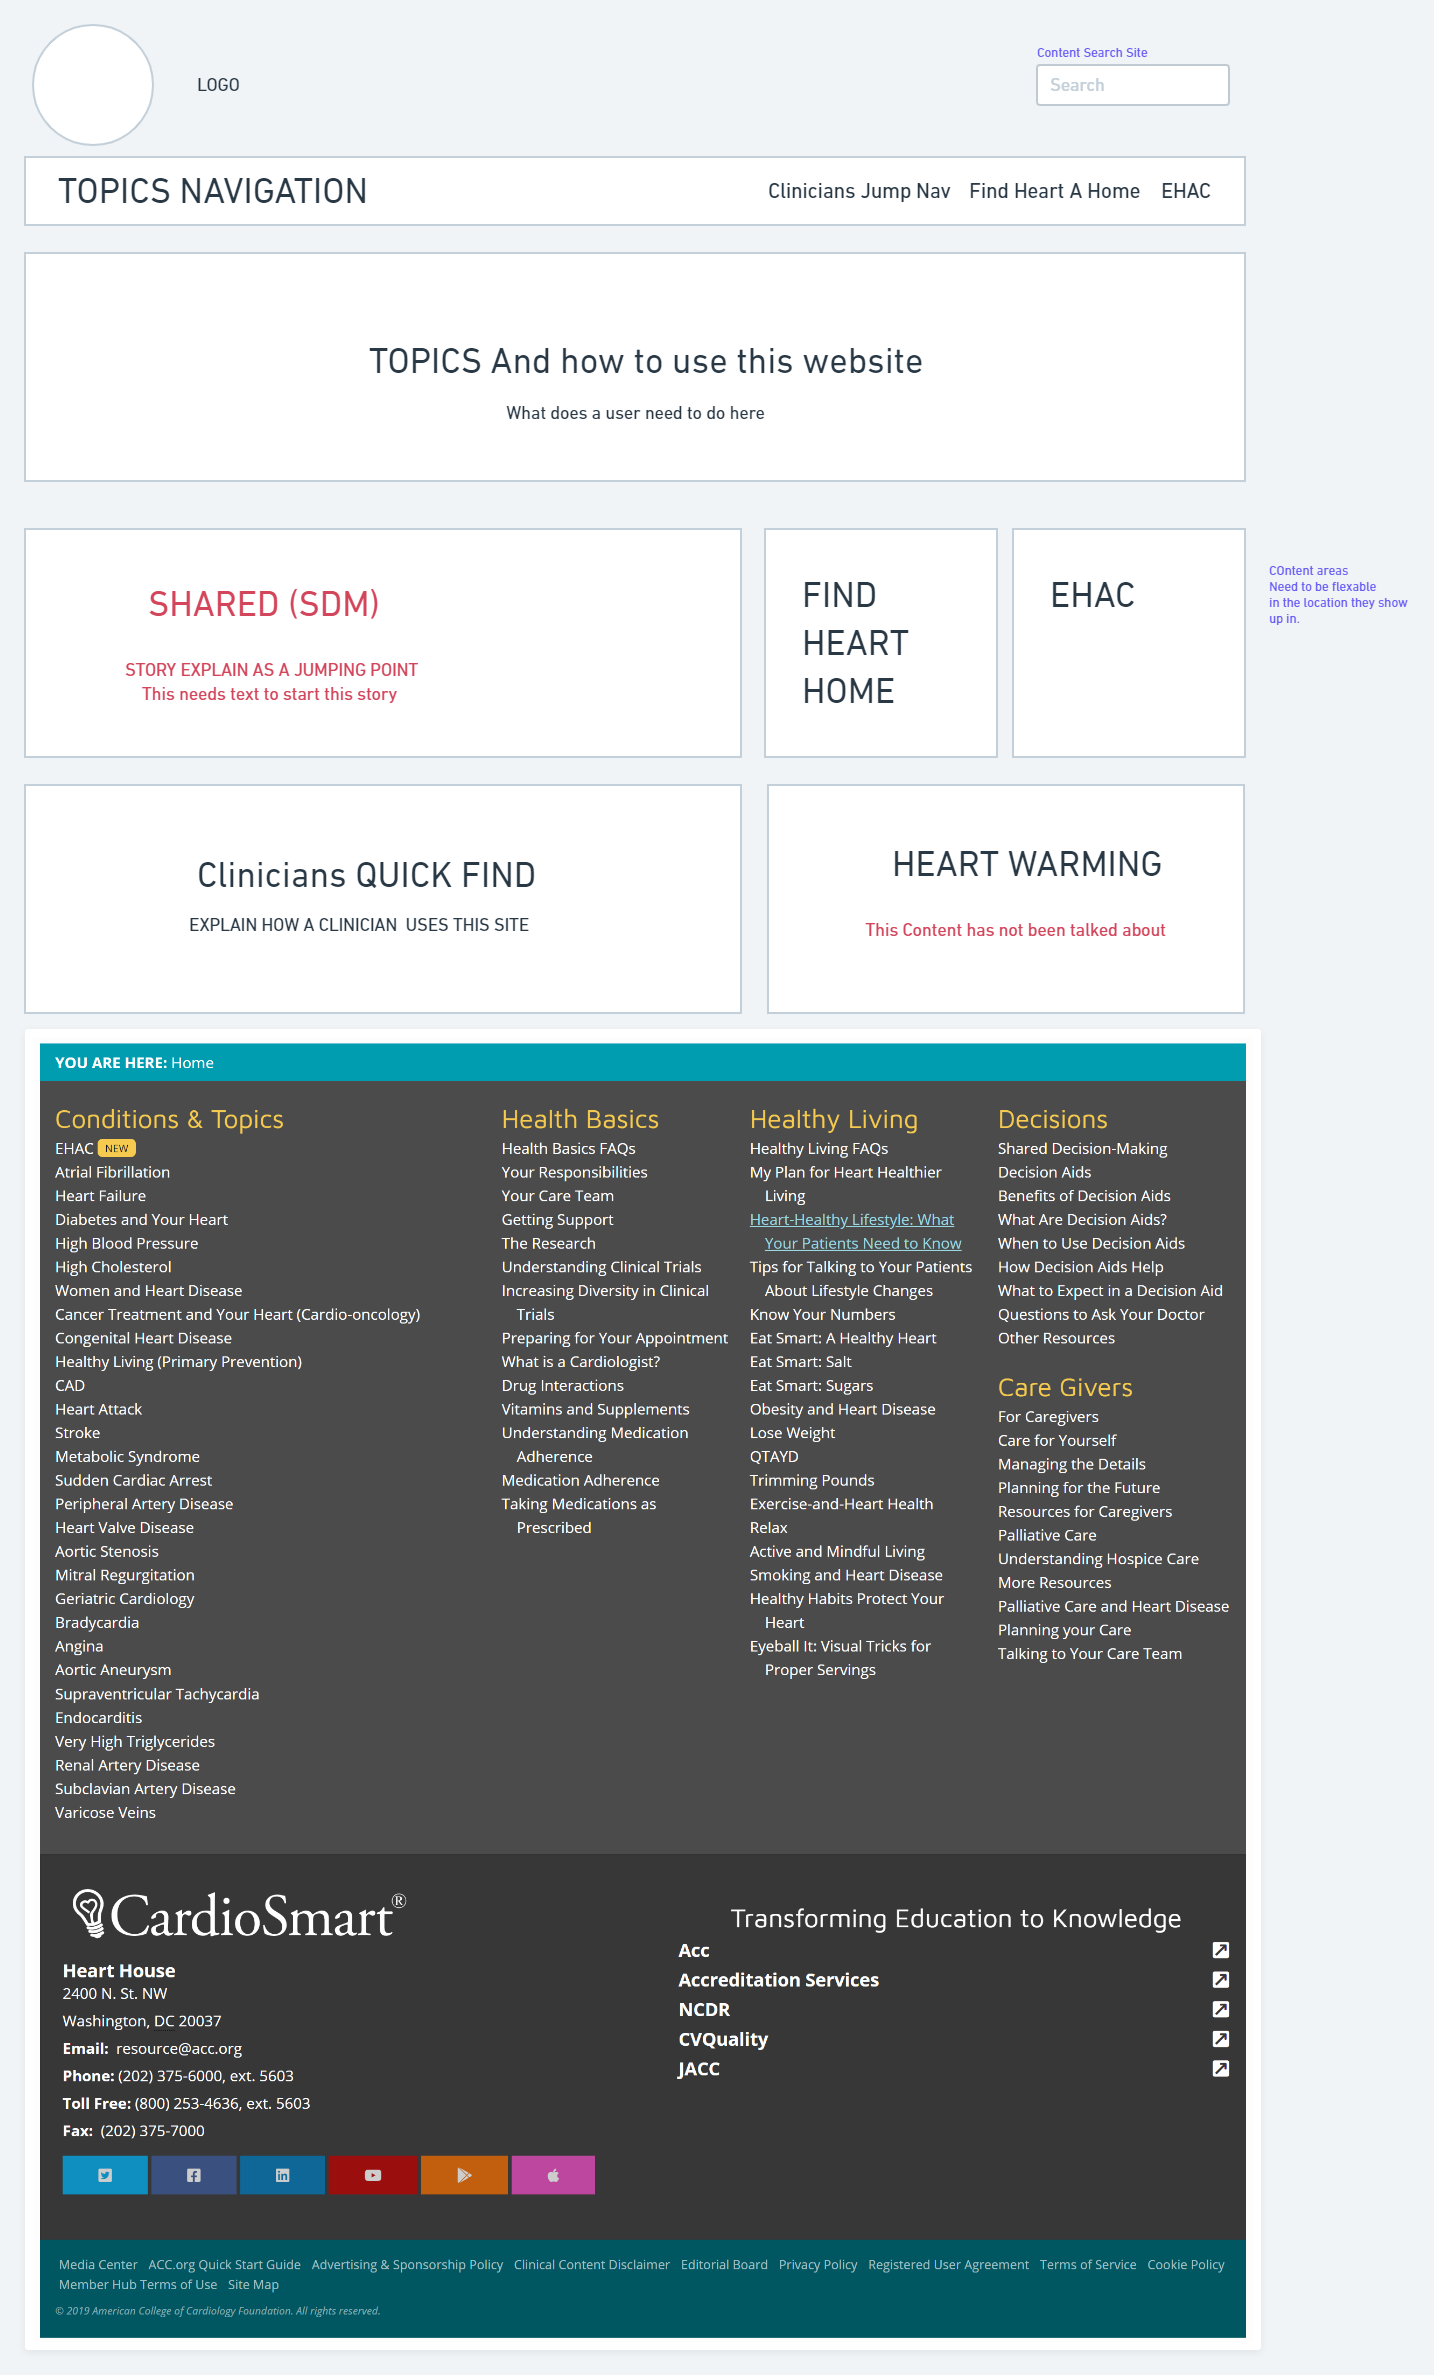 LOGO
Content Search Site
Search
TOPICS NAVIGATION
Clinicians Jump Nav
Find Heart A Home
EHAC
TOPICS And how to use this website
What does a user need to do here
SHARED (SDM)
STORY EXPLAIN AS A JUMPING POINT
This needs text to start this story
FIND
HEART
HOME
EHAC
COntent areas
Need to be flexable
in the location they show
up in.
Clinicians QUICK FIND
EXPLAIN HOW A CLINICIAN  USES THIS SITE
HEART WARMING
This Content has not been talked about
YOU ARE HERE: Home
Conditions & Topics
EHAC NEW
Atrial Fibrillation
Heart Failure
Diabetes and Your Heart
High Blood Pressure
High Cholesterol
Women and Heart Disease
Cancer Treatment and Your Heart (Cardio-oncology)
Congenital Heart Disease
Healthy Living (Primary Prevention)
CAD
Heart Attack
Stroke
Metabolic Syndrome
Sudden Cardiac Arrest
Peripheral Artery Disease
Heart Valve Disease
Aortic Stenosis
Mitral Regurgitation
Geriatric Cardiology
Bradycardia
Angina
Aortic Aneurysm
Supraventricular Tachycardia
Endocarditis
Very High Triglycerides
Renal Artery Disease
Subclavian Artery Disease
Varicose Veins
Health Basics
Health Basics FAQs
Your Responsibilities
Your Care Team
Getting Support
The Research
Understanding Clinical Trials
Increasing Diversity in Clinical
Trials
Preparing for Your Appointment
What is a Cardiologist?
Drug Interactions
Vitamins and Supplements
Understanding Medication
Adherence
Medication Adherence
Taking Medications as
Prescribed
Healthy Living
Healthy Living FAQs
My Plan for Heart Healthier
Living
Heart-Healthy Lifestyle: What
Your Patients Need to Know
Tips for Talking to Your Patients
About Lifestyle Changes
Know Your Numbers
Eat Smart: A Healthy Heart
Eat Smart: Salt
Eat Smart: Sugars
Obesity and Heart Disease
Lose Weight
QTAYD
Trimming Pounds
Exercise-and-Heart Health
Relax
Active and Mindful Living
Smoking and Heart Disease
Healthy Habits Protect Your
Heart
Eyeball It: Visual Tricks for
Proper Servings
Decisions
Shared Decision-Making
Decision Aids
Benefits of Decision Aids
What Are Decision Aids?
When to Use Decision Aids
How Decision Aids Help
What to Expect in a Decision Aid
Questions to Ask Your Doctor
Other Resources
Care Givers
For Caregivers
Care for Yourself
Managing the Details
Planning for the Future
Resources for Caregivers
Palliative Care
Understanding Hospice Care
More Resources
Palliative Care and Heart Disease
Planning your Care
Talking to Your Care Team
CardioSmart®
Heart House
2400 N. St. NW
Washington, DC 20037
Email: resource@acc.org
Phone: (202) 375-6000, ext. 5603
Toll Free: (800) 253-4636, ext. 5603
Fax: (202) 375-7000
Transforming Education to Knowledge
Acc
Accreditation Services
NCDR
CVQuality
JACC
Media Center ACC.org Quick Start Guide Advertising & Sponsorship Policy Clinical Content Disclaimer Editorial Board Privacy Policy Registered User Agreement Terms of Service Cookie Policy
Member Hub Terms of Use Site Map
© 2019 American College of Cardiology Foundation. All rights reserved.